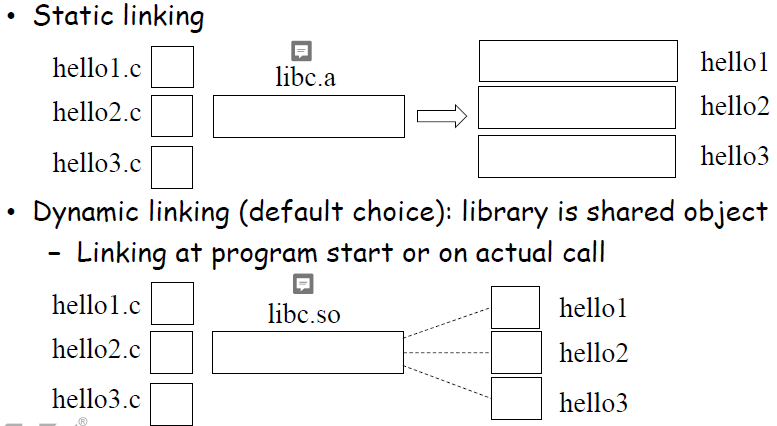 • Static linking
hello1.c
libc.a
hello1
hello2.c
hello2
hello3.c
hello3
• Dynamic linking (default choice): library is shared object
– Linking at program start or on actual call
hello1.c
libc.so
hello1
hello2.c
hello2
hello3.c
hello3
®